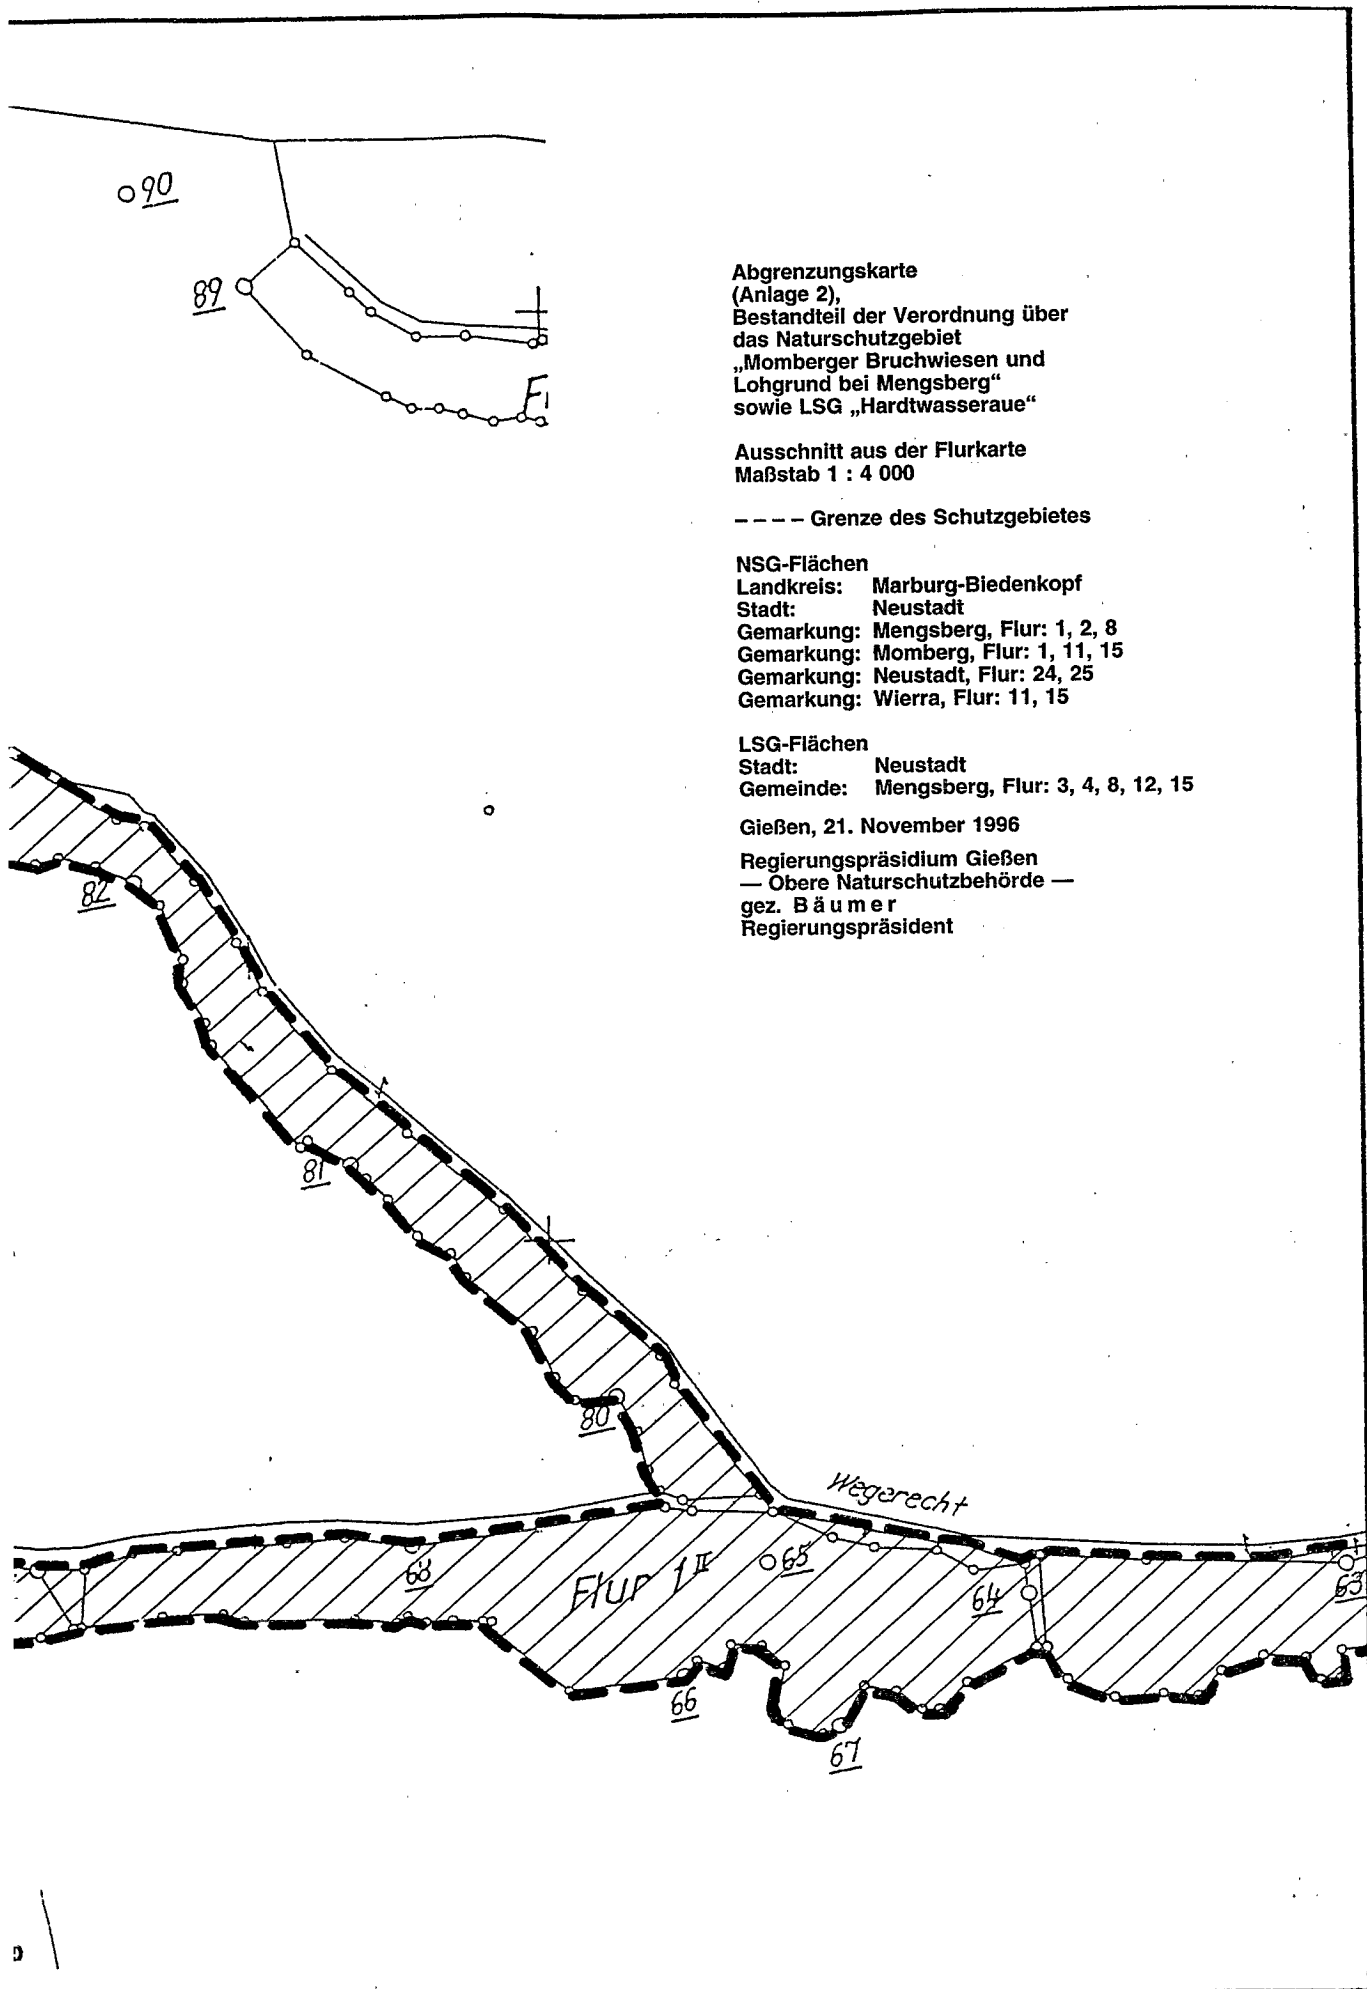 90
89
Abgrenzungskarte
(Anlage 2),
Bestandteil der Verordnung über
das Naturschutzgebiet
„Momberger Bruchwiesen und
Lohgrund bei Mengsberg“
sowie LSG „Hardtwasseraue“
Ausschnitt aus der Flurkarte
Maßstab 1 : 4 000
---- Grenze des Schutzgebietes
NSG-Flächen
Landkreis: Marburg-Biedenkopf
Stadt: Neustadt
Gemarkung: Mengsberg, Flur: 1, 2, 8
Gemarkung: Momberg, Flur: 1, 11, 15
Gemarkung: Neustadt, Flur: 24, 25
Gemarkung: Wierra, Flur: 11, 15
LSG-Flächen
Stadt: Neustadt
Gemeinde: Mengsberg, Flur: 3, 4, 8, 12, 15
Gießen, 21. November 1996
Regierungspräsidium Gießen
— Obere Naturschutzbehörde —
gez. Bäumer
Regierungspräsident
82
81
80
Wegerecht
68
Flur 1 II
65
64
63
66
67